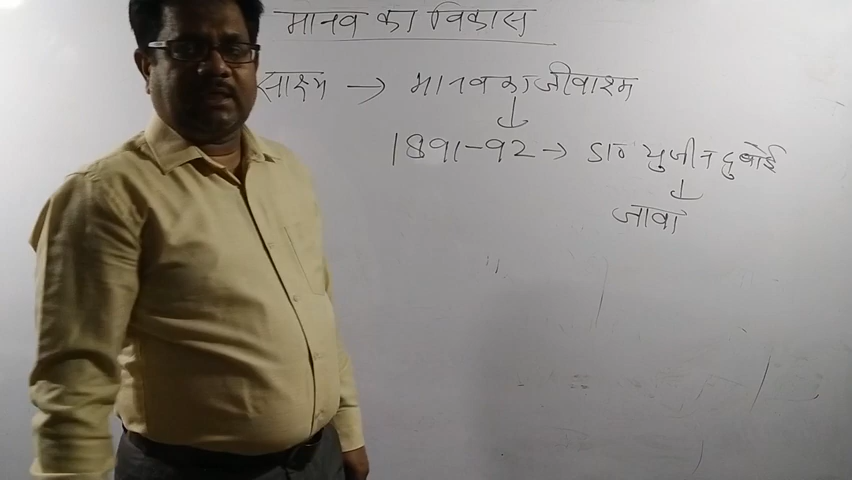 मानव का विकास
साक्ष्य → मानव का जीवाश्म
↓
1891-92 → डा० युजीन दुबोई
↓
जावा